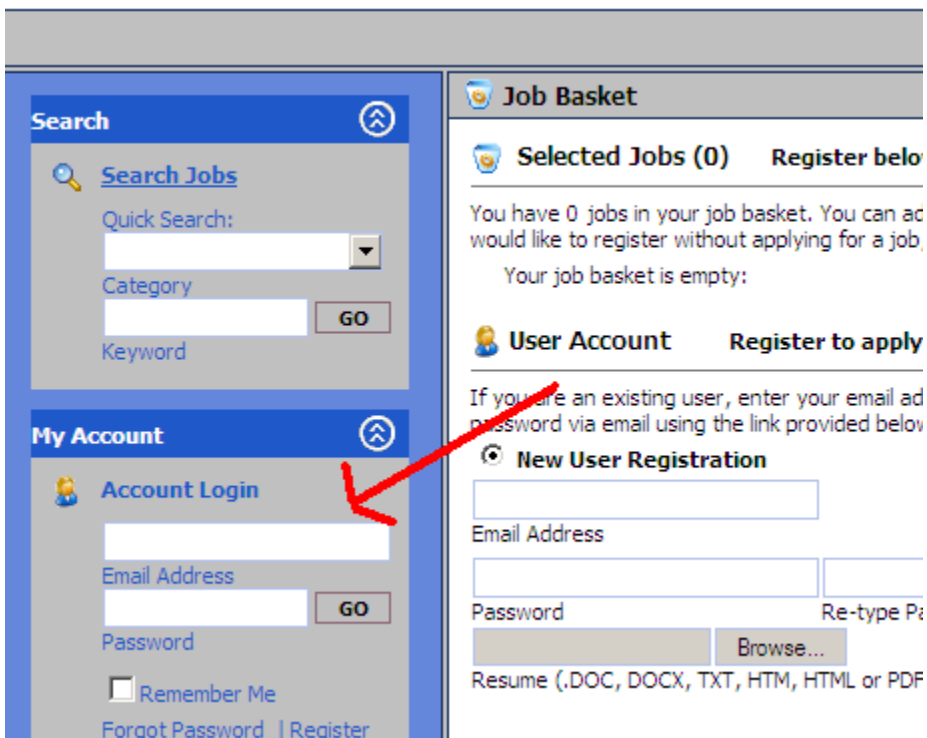 Search
Search Jobs
Quick Search:
Category
GO
Keyword
My Account
Account Login
Email Address
GO
Password
Remember Me
Forgot Password | Register
Job Basket
Selected Jobs (0) Register belo
You have 0 jobs in your job basket. You can ad
would like to register without applying for a job,
Your job basket is empty:
User Account Register to apply
If you are an existing user, enter your email ad
password via email using the link provided below
New User Registration
Email Address
Password Re-type Pa
Browse...
Resume (.DOC, DOCX, TXT, HTM, HTML or PDF